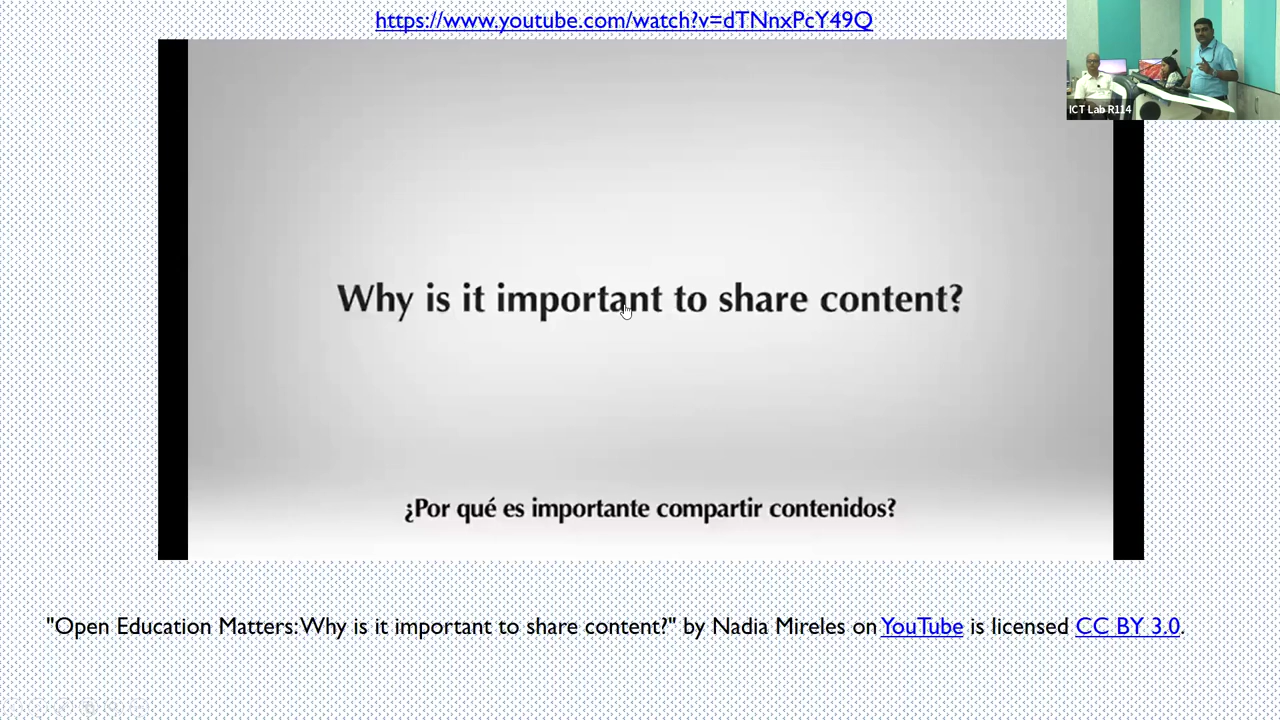 https://www.youtube.com/watch?v=dTNnxPcY49Q
ICT Lab R114
Why is it important to share content?
¿Por qué es importante compartir contenidos?
"Open Education Matters: Why is it important to share content?" by Nadia Mireles on YouTube is licensed CC BY 3.0.